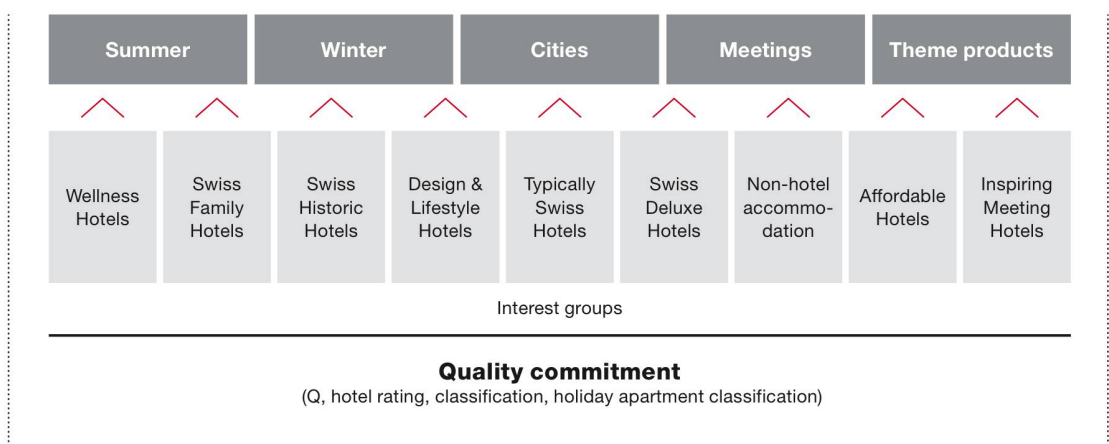 Summer
Winter
Cities
Meetings
Theme products
Wellness
Hotels
Swiss
Family
Hotels
Swiss
Historic
Hotels
Design &
Lifestyle
Hotels
Typically
Swiss
Hotels
Swiss
Deluxe
Hotels
Non-hotel
accommo-
dation
Affordable
Hotels
Inspiring
Meeting
Hotels
Interest groups
Quality commitment
(Q, hotel rating, classification, holiday apartment classification)